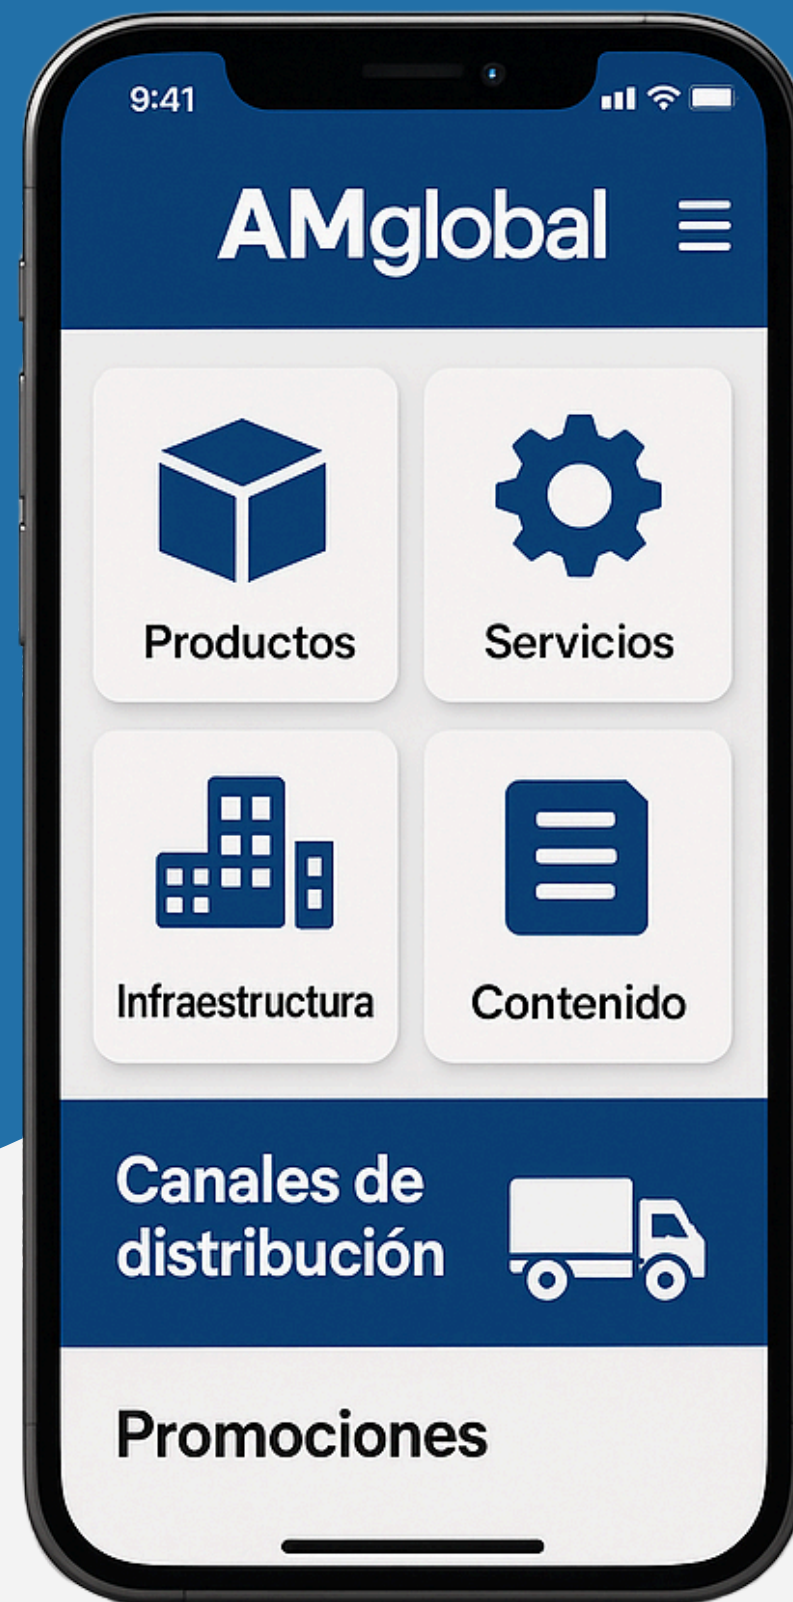 9:41
AMglobal
Productos
Servicios
Infraestructura
Contenido
Canales de
distribución
Promociones